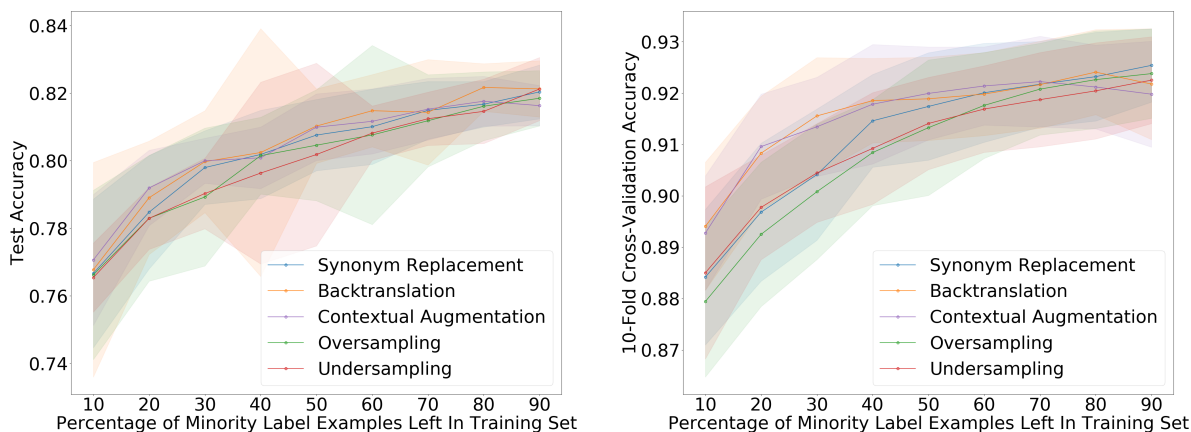 0.84
0.82
0.80
0.78
0.76
0.74
Test Accuracy
Synonym Replacement
Backtranslation
Contextual Augmentation
Oversampling
Undersampling
10 20 30 40 50 60 70 80 90
Percentage of Minority Label Examples Left In Training Set
0.93
0.92
0.91
0.90
0.89
0.88
0.87
10-Fold Cross-Validation Accuracy
Synonym Replacement
Backtranslation
Contextual Augmentation
Oversampling
Undersampling
10 20 30 40 50 60 70 80 90
Percentage of Minority Label Examples Left In Training Set